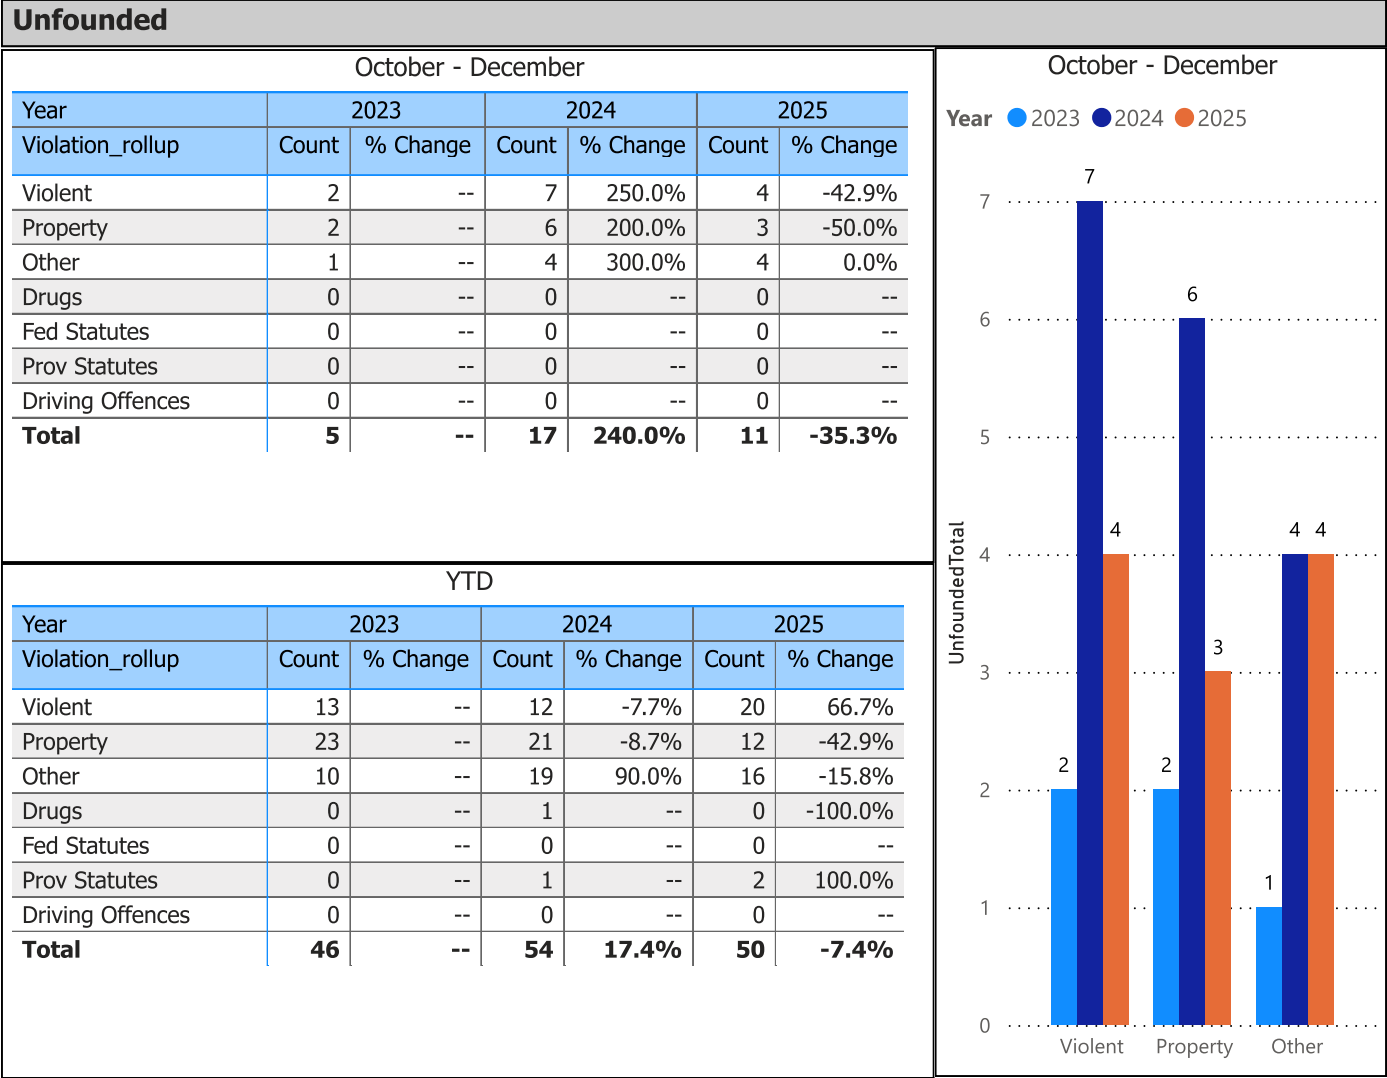 Unfounded
October - December
Year 2023 2024 2025
Violation_rollup Count % Change Count % Change Count % Change
Violent 2 -- 7 250.0% 4 -42.9%
Property 2 -- 6 200.0% 3 -50.0%
Other 1 -- 4 300.0% 4 0.0%
Drugs 0 -- 0 -- 0 --
Fed Statutes 0 -- 0 -- 0 --
Prov Statutes 0 -- 0 -- 0 --
Driving Offences 0 -- 0 -- 0 --
Total 5 -- 17 240.0% 11 -35.3%
YTD
Year 2023 2024 2025
Violation_rollup Count % Change Count % Change Count % Change
Violent 13 -- 12 -7.7% 20 66.7%
Property 23 -- 21 -8.7% 12 -42.9%
Other 10 -- 19 90.0% 16 -15.8%
Drugs 0 -- 1 -- 0 -100.0%
Fed Statutes 0 -- 0 -- 0 --
Prov Statutes 0 -- 1 -- 2 100.0%
Driving Offences 0 -- 0 -- 0 --
Total 46 -- 54 17.4% 50 -7.4%
October - December
Year 2023 2024 2025
UnfoundedTotal
7
6
5
4
3
2
1
0
2 7 4
2 6 3
1 4 4
Violent Property Other